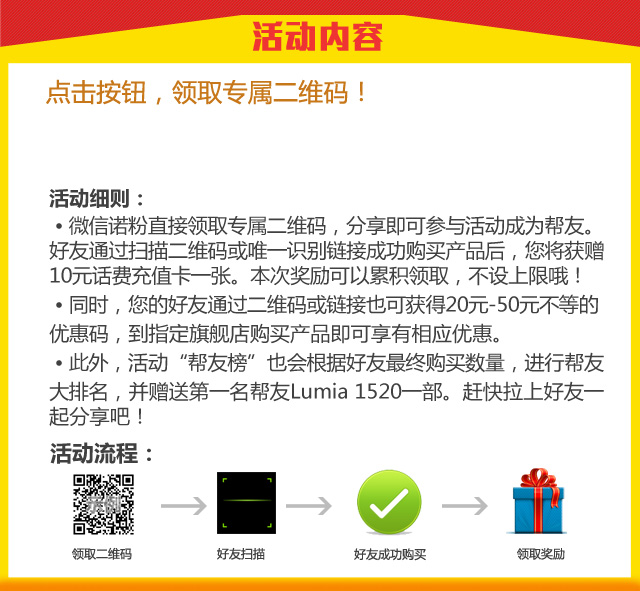 活动内容
点击按钮，领取专属二维码！
活动细则：
• 微信诺粉直接领取专属二维码，分享即可参与活动成为帮友。
好友通过扫描二维码或唯一识别链接成功购买产品后，您将获赠
10元话费充值卡一张。本次奖励可以累积领取，不设上限哦！
• 同时，您的好友通过二维码或链接也可获得20元-50元不等的
优惠码，到指定旗舰店购买产品即可享有相应优惠。
• 此外，活动“帮友榜”也会根据好友最终购买数量，进行帮友
大排名，并赠送第一名帮友Lumia 1520一部。赶快拉上好友一
起分享吧！
活动流程：
示例
领取二维码 好友扫描 好友成功购买 领取奖励